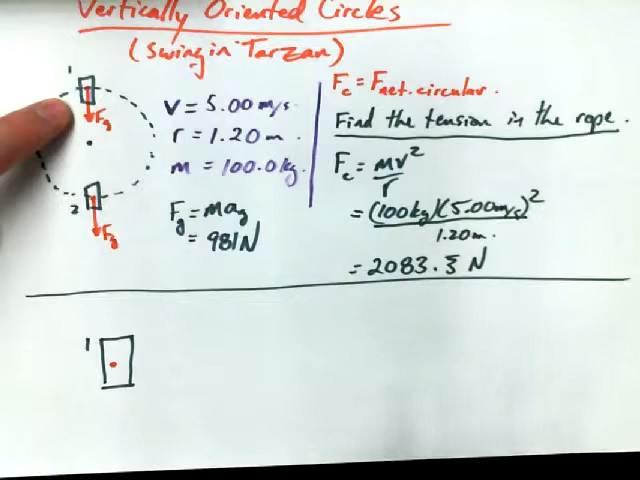 Vertically Oriented Circles
(swing in Tarzan)
1
Fg
2
Fg
v = 5.00 m/s.
r = 1.20 m.
m = 100.0 kg.
Fg = mag
= 981N
Fc = Fnet.circular.
Find the tension in the rope.
Fc = mv²
r
= (100kg)(5.00m/s)²
1.20m.
= 2083.3 N
1